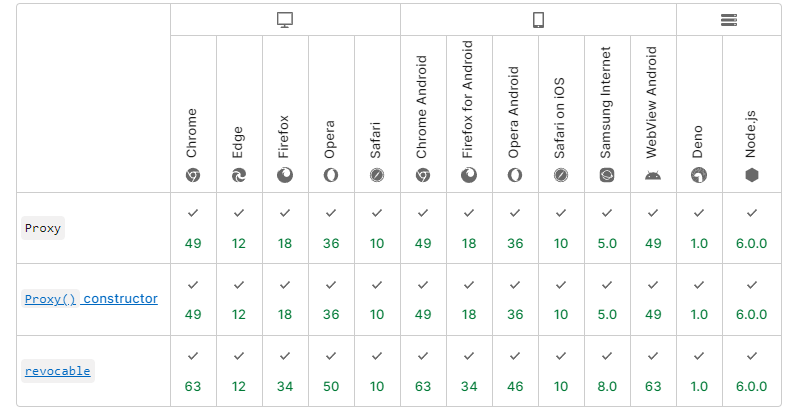 Chrome
Edge
Firefox
Opera
Safari
Chrome Android
Firefox for Android
Opera Android
Safari on iOS
Samsung Internet
WebView Android
Deno
Node.js
Proxy
49 12 18 36 10 49 18 36 10 5.0 49 1.0 6.0.0
Proxy() constructor
49 12 18 36 10 49 18 36 10 5.0 49 1.0 6.0.0
revocable
63 12 34 50 10 63 34 46 10 8.0 63 1.0 6.0.0